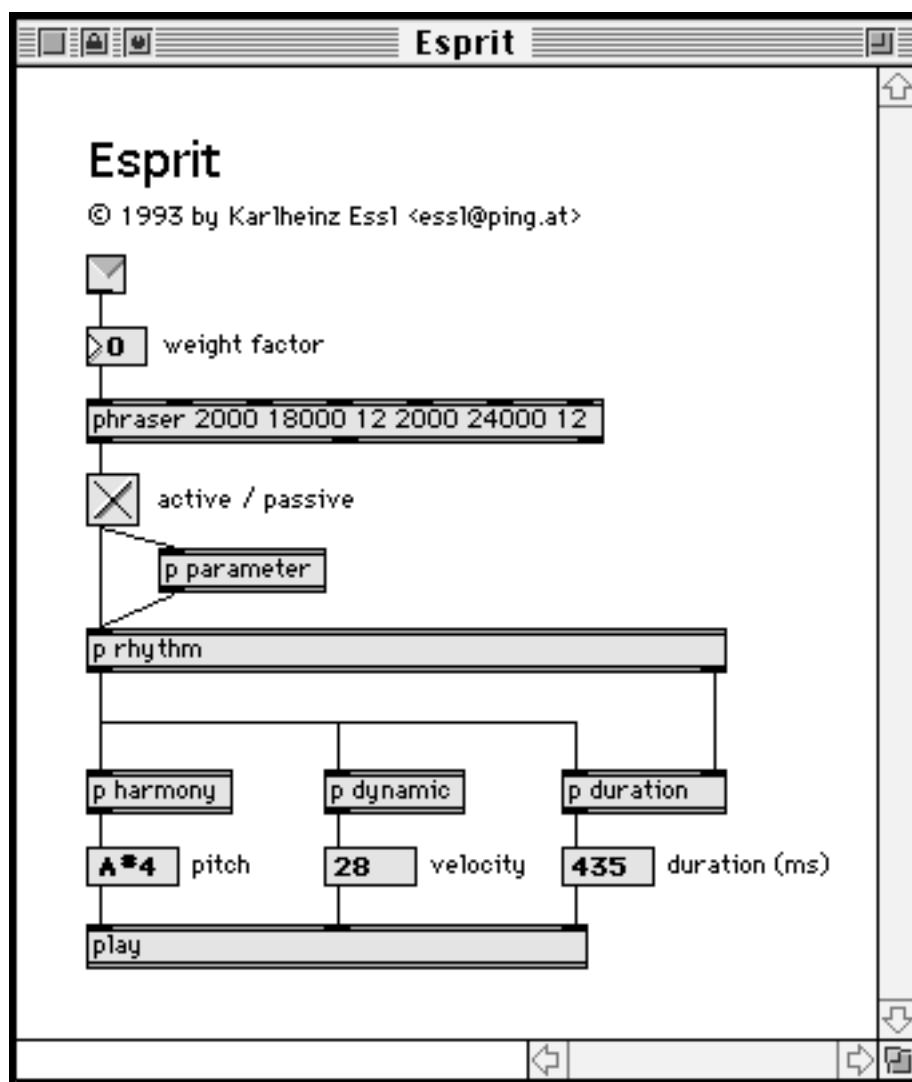 Esprit
Esprit
© 1993 by Karlheinz Essl <essl@ping.at>
0 weight factor
phraser 2000 18000 12 2000 24000 12
active / passive
p parameter
p rhythm
p harmony p dynamic p duration
A#4 pitch 28 velocity 435 duration (ms)
play